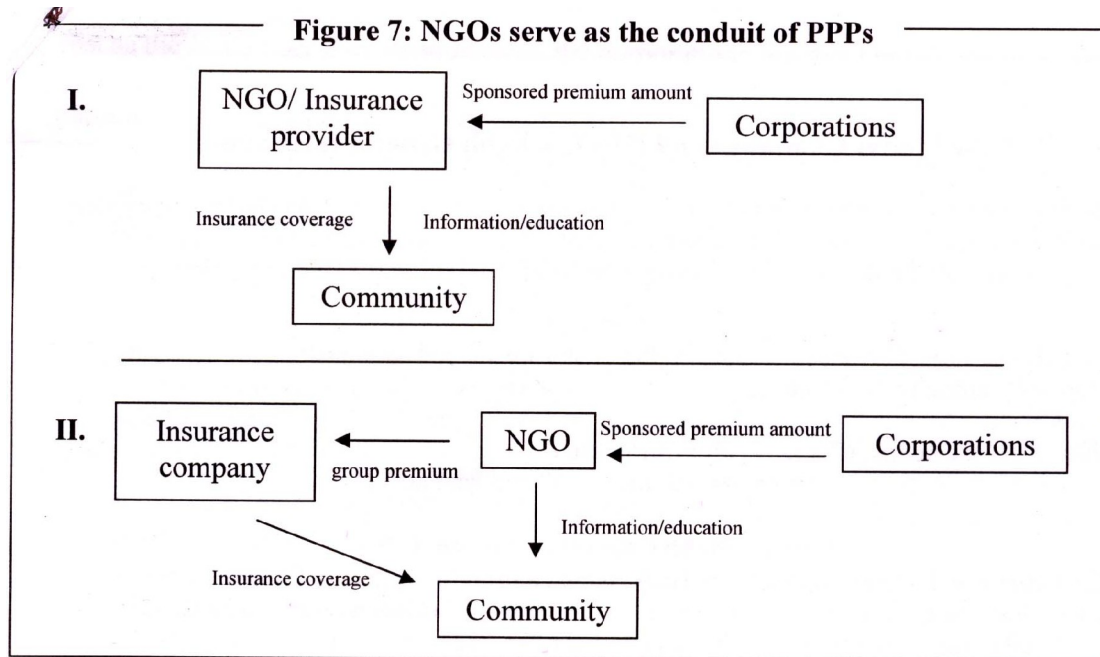 Figure 7: NGOs serve as the conduit of PPPs
I.
NGO/ Insurance
provider
Sponsored premium amount
Corporations
Insurance coverage
Information/education
Community
II.
Insurance
company
group premium
NGO
Sponsored premium amount
Corporations
Information/education
Insurance coverage
Community